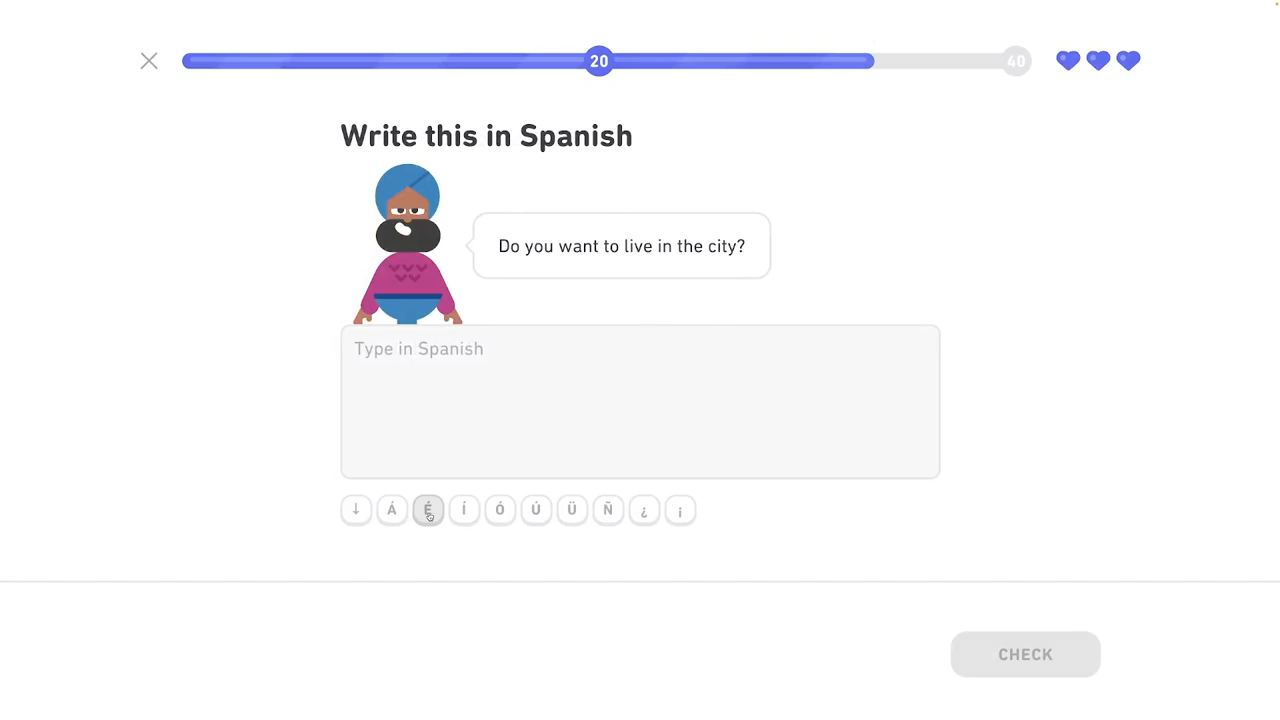 20
40
Write this in Spanish
Do you want to live in the city?
Type in Spanish
↓ Á É Í Ó Ú Ü Ñ ¿ ¡
CHECK